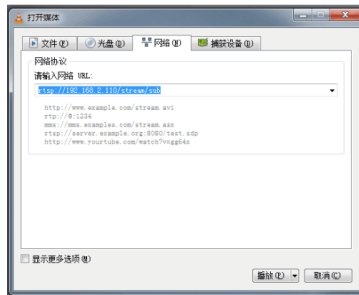 打开媒体
文件(F) 光盘(D) 网络(N) 捕获设备(D)
网络协议
请输入网络 URL:
rtsp://192.168.2.110/stream/sub
http://www.example.com/stream.avi
rtp://@:1234
mms://mms.examples.com/stream.asx
rtsp://server.example.org:8080/test.sdp
http://www.yourtube.com/watch?v=gg64x
显示更多选项(M)
播放(P) 取消(C)